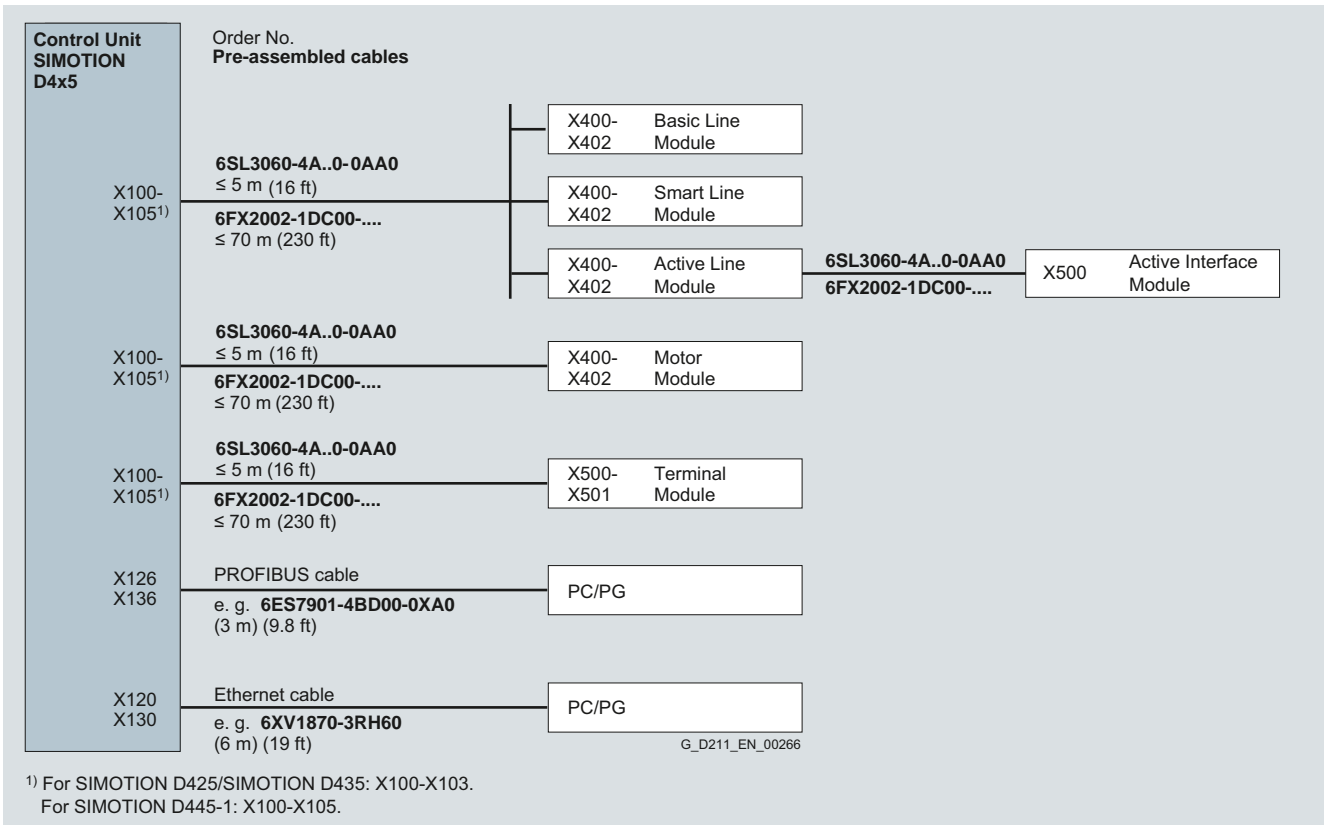 Control Unit
SIMOTION
D4x5
Order No.
Pre-assembled cables
X100-
X105¹⁾
6SL3060-4A..0-0AA0
≤ 5 m (16 ft)
6FX2002-1DC00-....
≤ 70 m (230 ft)
X400- Basic Line
X402 Module
X400- Smart Line
X402 Module
X400- Active Line
X402 Module
6SL3060-4A..0-0AA0
6FX2002-1DC00-....
X500 Active Interface
Module
X100-
X105¹⁾
6SL3060-4A..0-0AA0
≤ 5 m (16 ft)
6FX2002-1DC00-....
≤ 70 m (230 ft)
X400- Motor
X402 Module
X100-
X105¹⁾
6SL3060-4A..0-0AA0
≤ 5 m (16 ft)
6FX2002-1DC00-....
≤ 70 m (230 ft)
X500- Terminal
X501 Module
X126
X136
PROFIBUS cable
e. g. 6ES7901-4BD00-0XA0
(3 m) (9.8 ft)
PC/PG
X120
X130
Ethernet cable
e. g. 6XV1870-3RH60
(6 m) (19 ft)
PC/PG
G_D211_EN_00266
¹⁾ For SIMOTION D425/SIMOTION D435: X100-X103.
For SIMOTION D445-1: X100-X105.